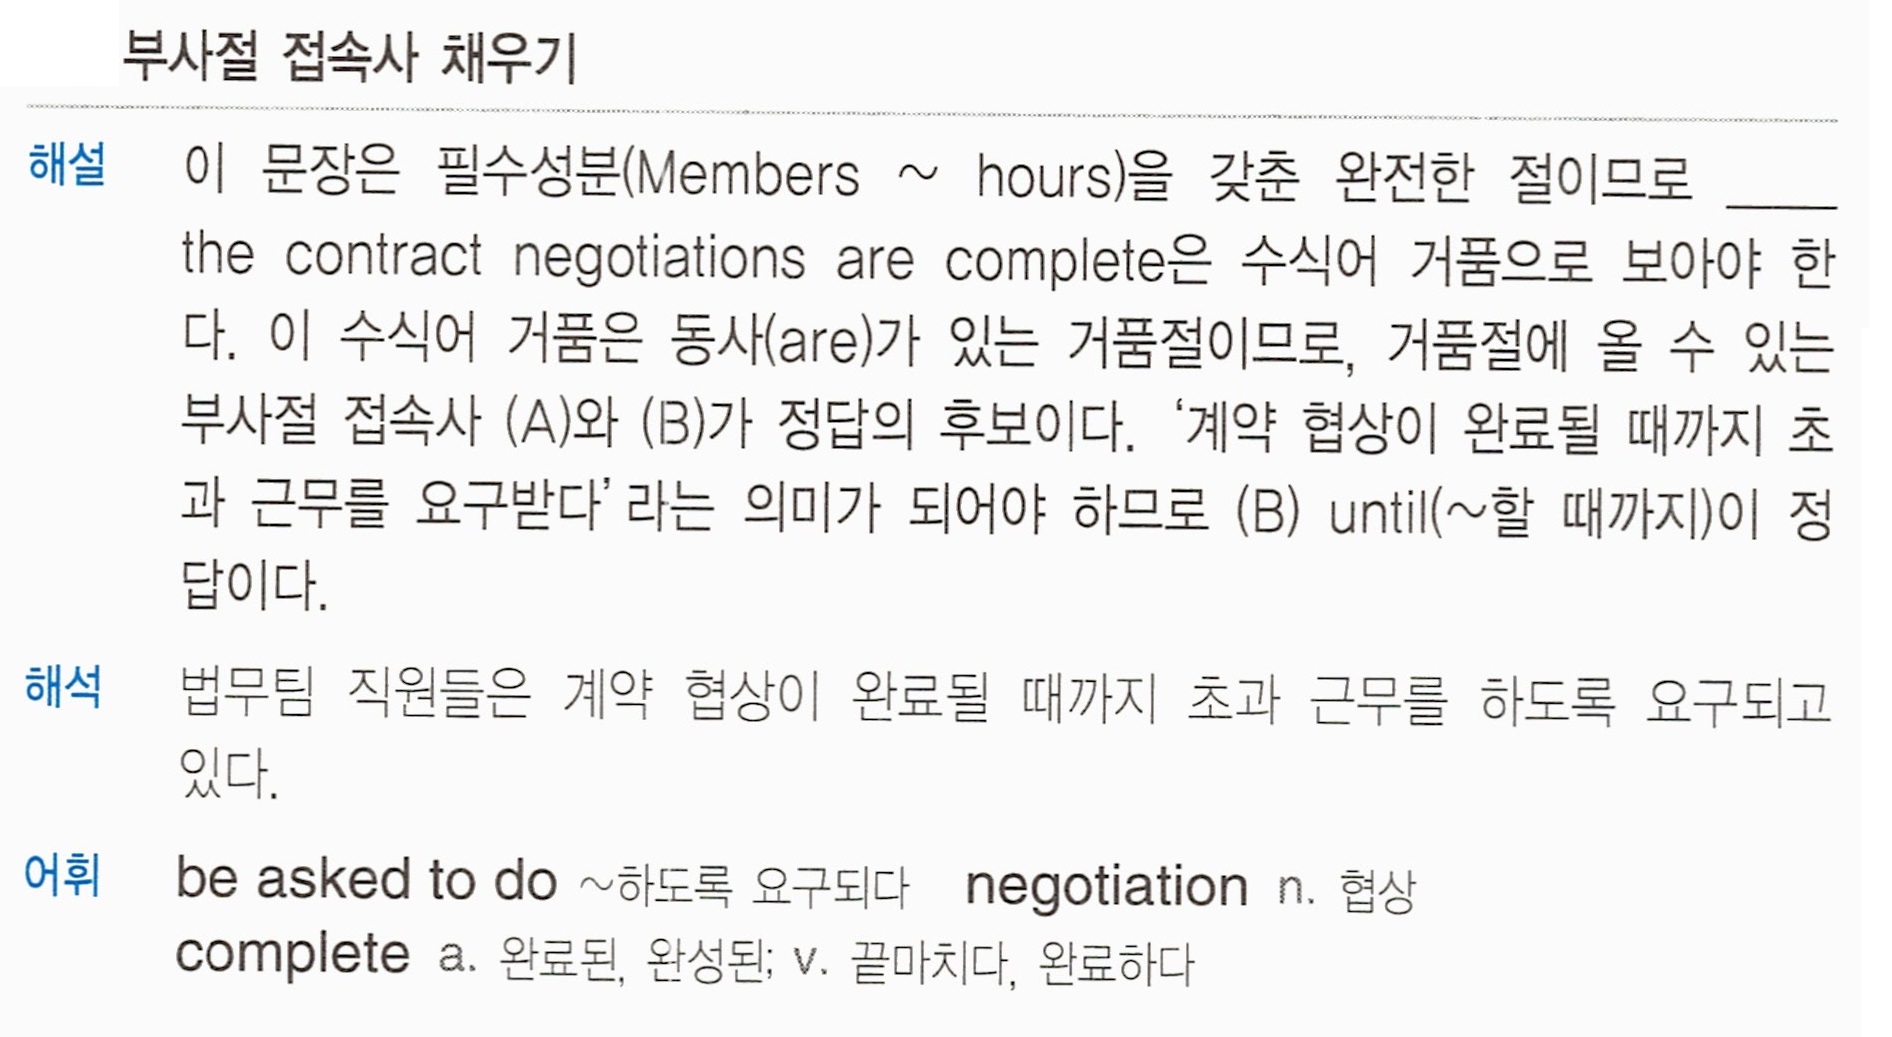 부사절 접속사 채우기
해설 이 문장은 필수성분(Members ~ hours)을 갖춘 완전한 절이므로 ____
the contract negotiations are complete은 수식어 거품으로 보아야 한
다. 이 수식어 거품은 동사(are)가 있는 거품절이므로, 거품절에 올 수 있는
부사절 접속사 (A)와 (B)가 정답의 후보이다. ‘계약 협상이 완료될 때까지 초
과 근무를 요구받다’라는 의미가 되어야 하므로 (B) until(~할 때까지)이 정
답이다.
해석 법무팀 직원들은 계약 협상이 완료될 때까지 초과 근무를 하도록 요구되고
있다.
어휘 be asked to do ~하도록 요구되다 negotiation n. 협상
complete a. 완료된, 완성된; v. 끝마치다, 완료하다